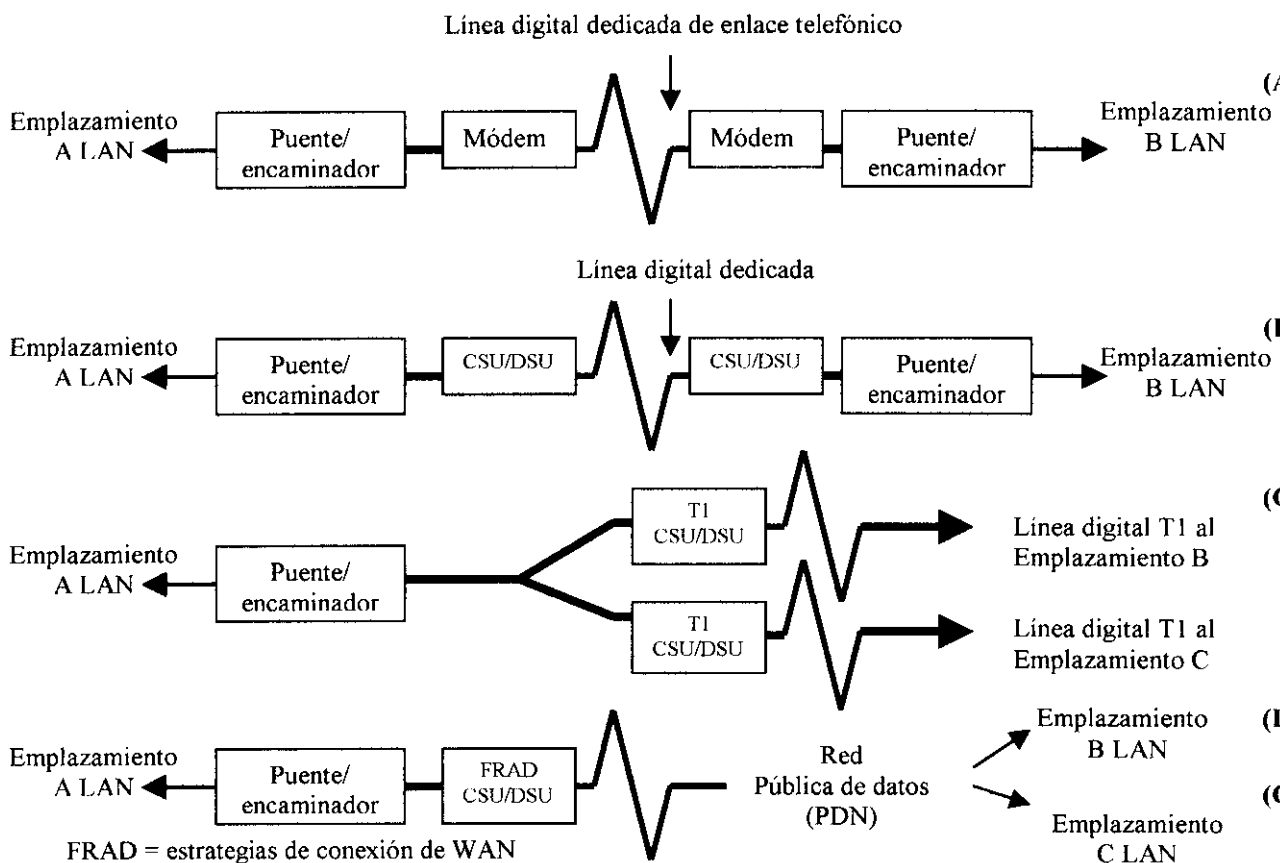 Línea digital dedicada de enlace telefónico
(A
Emplazamiento
A LAN
Puente/
encaminador
Módem
Módem
Puente/
encaminador
Emplazamiento
B LAN
Línea digital dedicada
Emplazamiento
A LAN
Puente/
encaminador
CSU/DSU
CSU/DSU
Puente/
encaminador
Emplazamiento
B LAN
Emplazamiento
A LAN
Puente/
encaminador
T1
CSU/DSU
Línea digital T1 al
Emplazamiento B
T1
CSU/DSU
Línea digital T1 al
Emplazamiento C
Emplazamiento
A LAN
Puente/
encaminador
FRAD
CSU/DSU
Red
Pública de datos
(PDN)
Emplazamiento
B LAN
Emplazamiento
C LAN
FRAD = estrategias de conexión de WAN